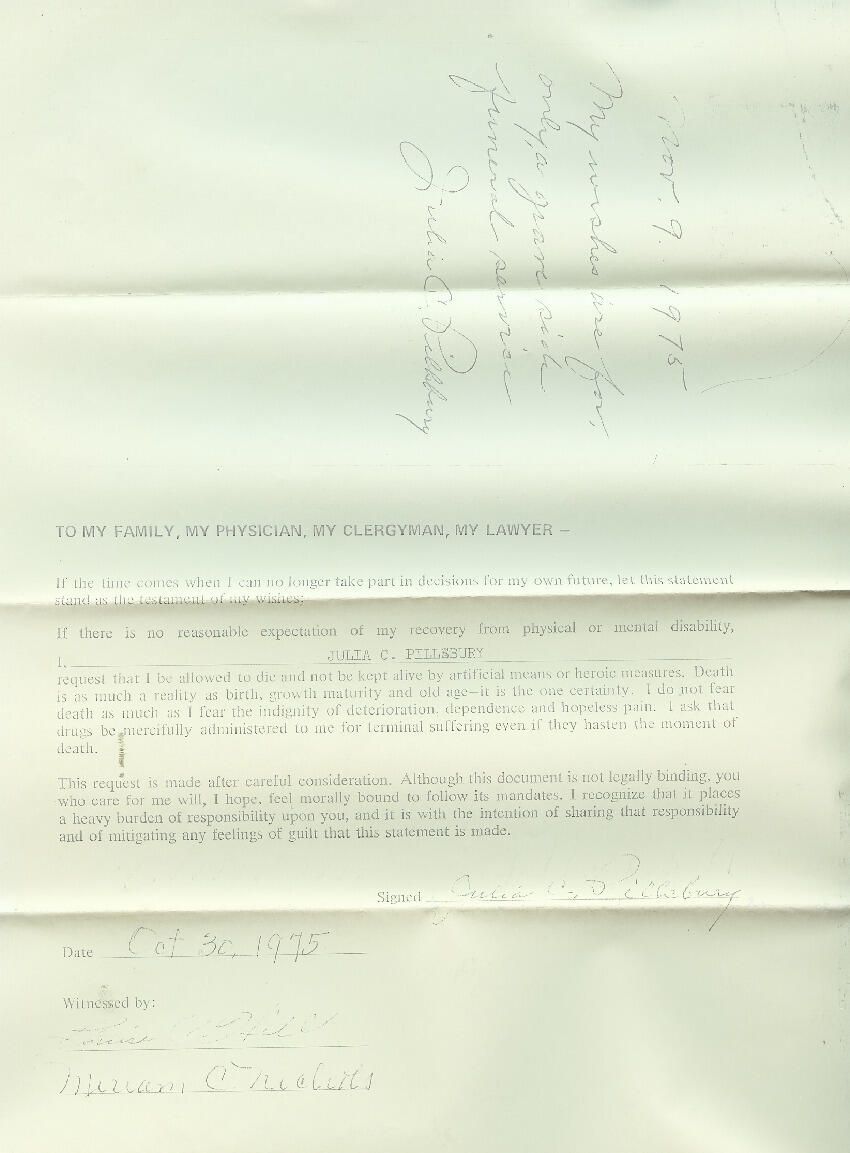 Nov. 9. 1975
My wishes are for,
only, a grave side
funeral service
Julia C. Pillsbury
TO MY FAMILY, MY PHYSICIAN, MY CLERGYMAN, MY LAWYER —
If the time comes when I can no longer take part in decisions for my own future, let this statement
stand as the testament of my wishes:
If there is no reasonable expectation of my recovery from physical or mental disability,
I, JULIA C. PILLSBURY
request that I be allowed to die and not be kept alive by artificial means or heroic measures. Death
is as much a reality as birth, growth maturity and old age—it is the one certainty. I do not fear
death as much as I fear the indignity of deterioration, dependence and hopeless pain. I ask that
drugs be mercifully administered to me for terminal suffering even if they hasten the moment of
death.
This request is made after careful consideration. Although this document is not legally binding, you
who care for me will, I hope, feel morally bound to follow its mandates. I recognize that it places
a heavy burden of responsibility upon you, and it is with the intention of sharing that responsibility
and of mitigating any feelings of guilt that this statement is made.
Signed Julia C. Pillsbury
Date Oct 30, 1975
Witnessed by:
Louise
Miriam C Nichols